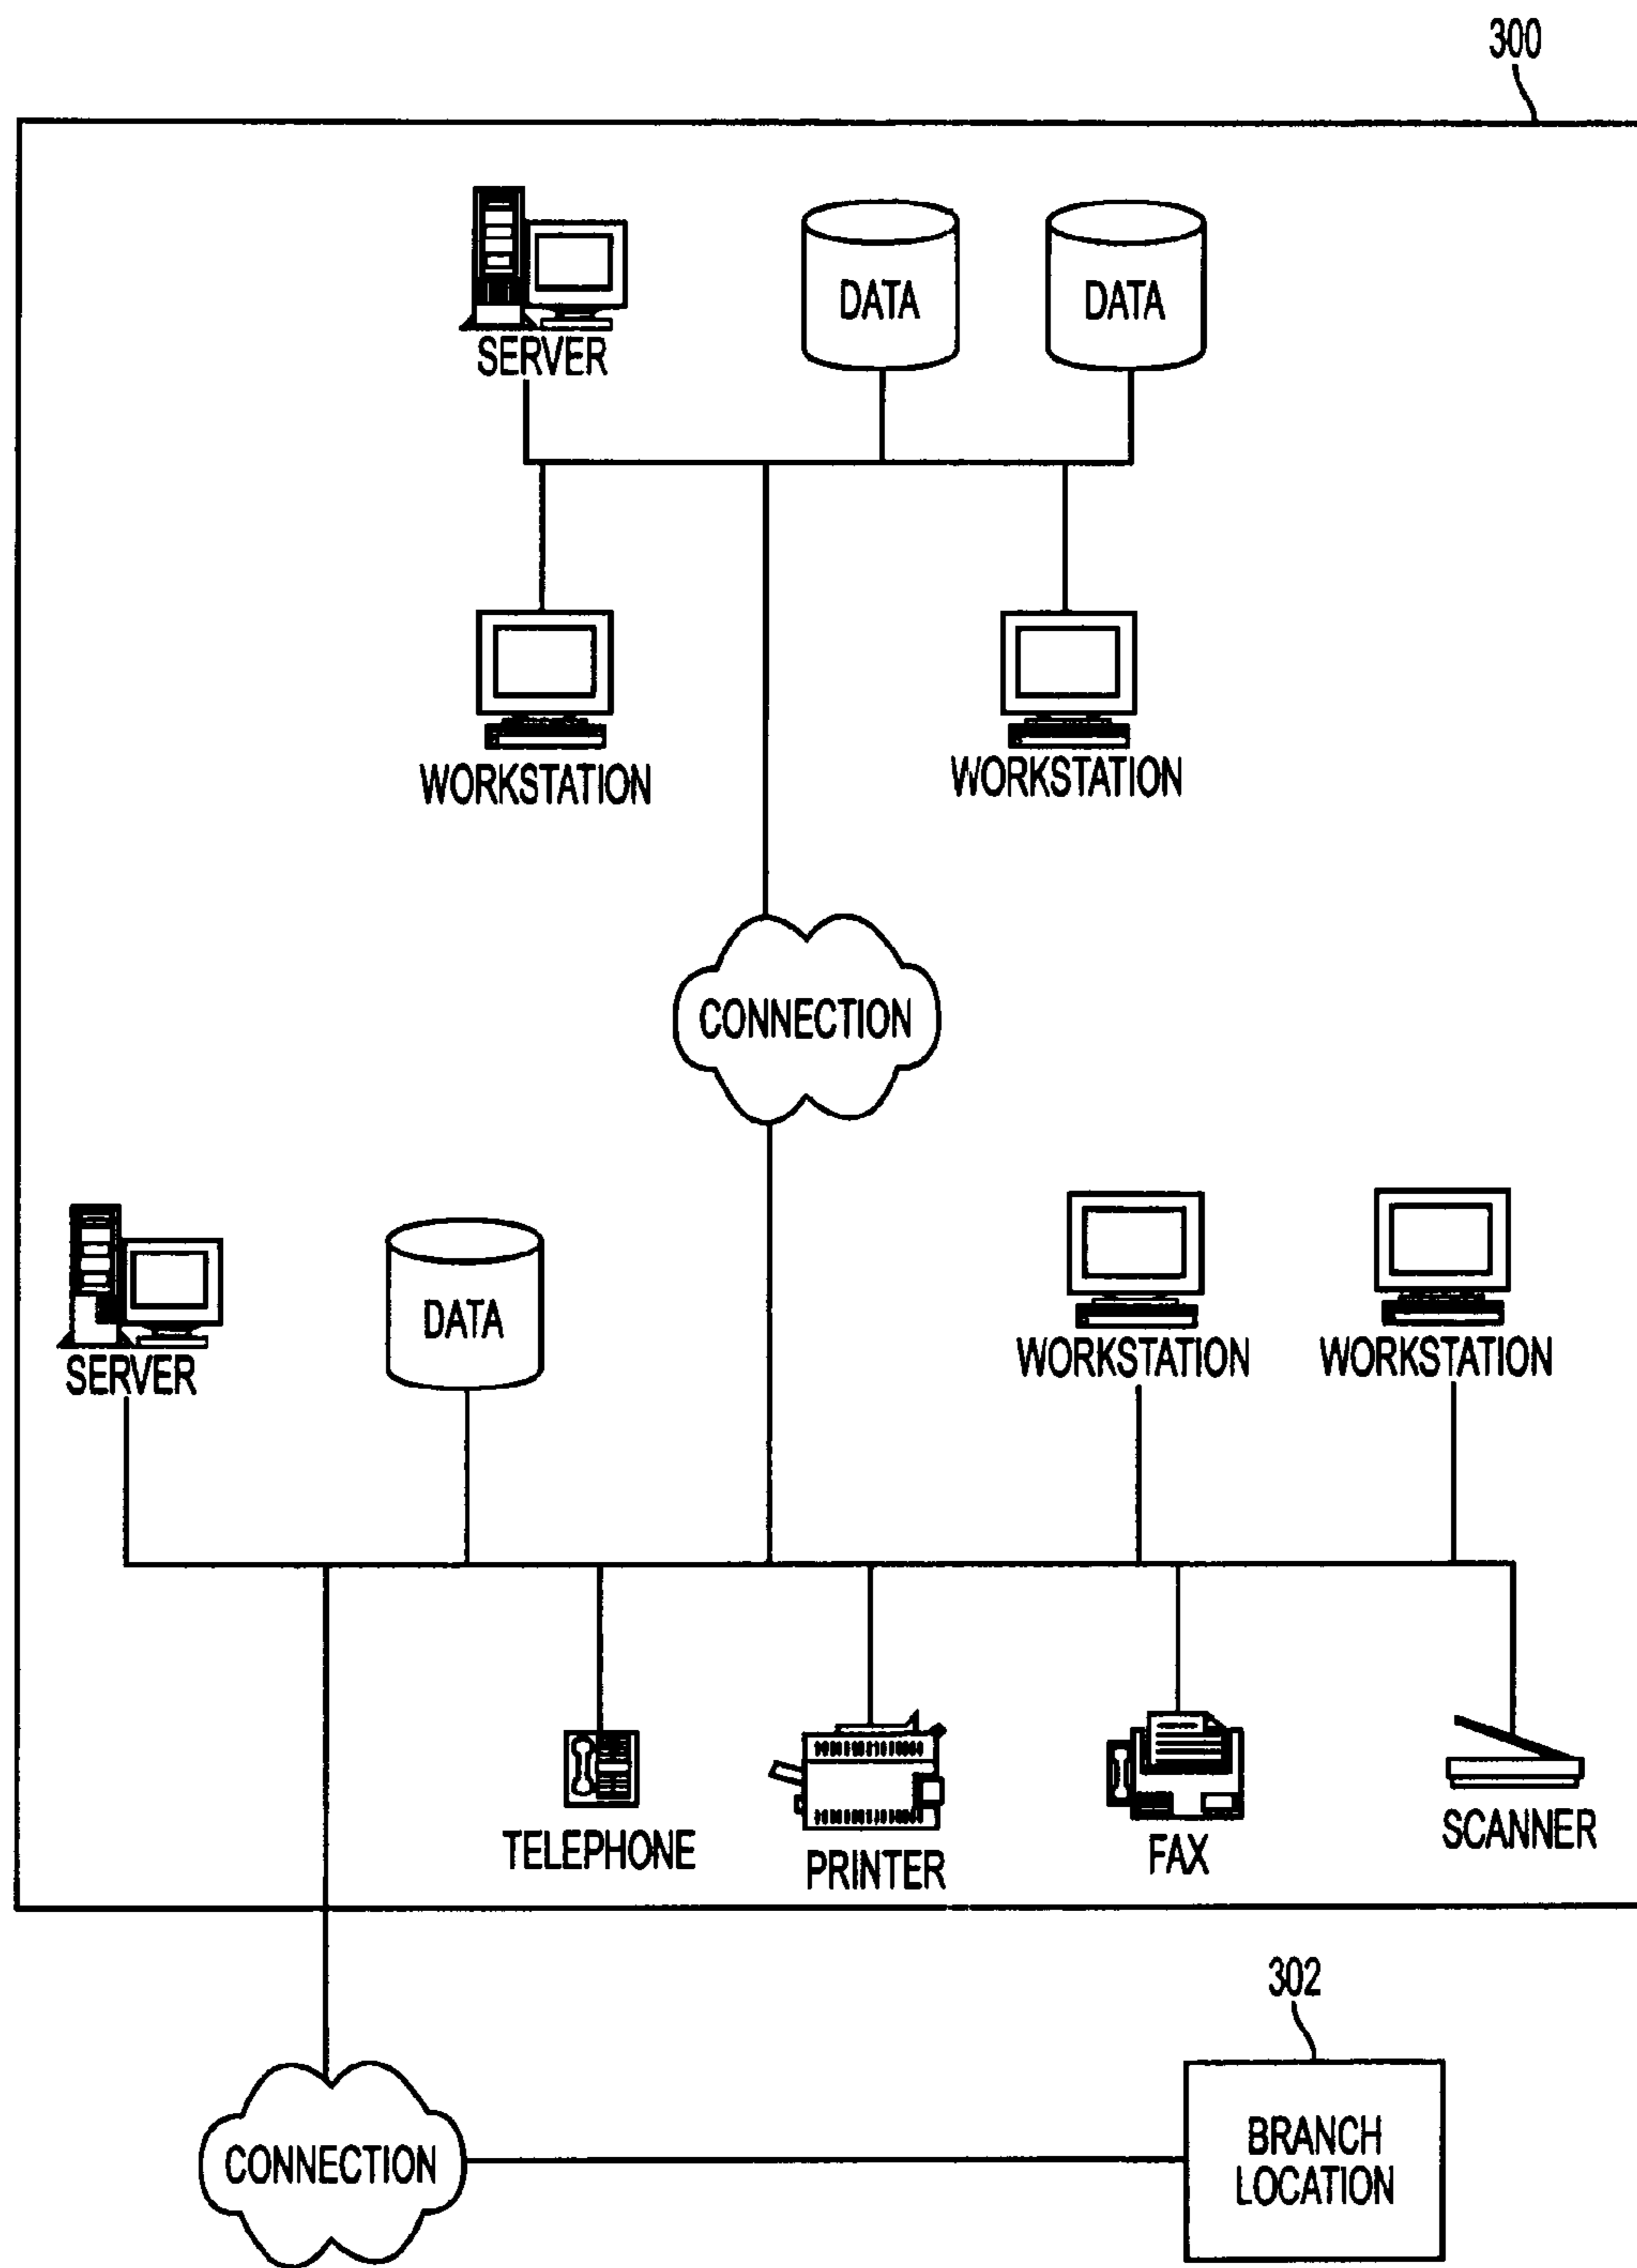 300
SERVER
DATA
DATA
WORKSTATION
WORKSTATION
CONNECTION
SERVER
DATA
WORKSTATION
WORKSTATION
TELEPHONE
PRINTER
FAX
SCANNER
302
CONNECTION
BRANCH
LOCATION